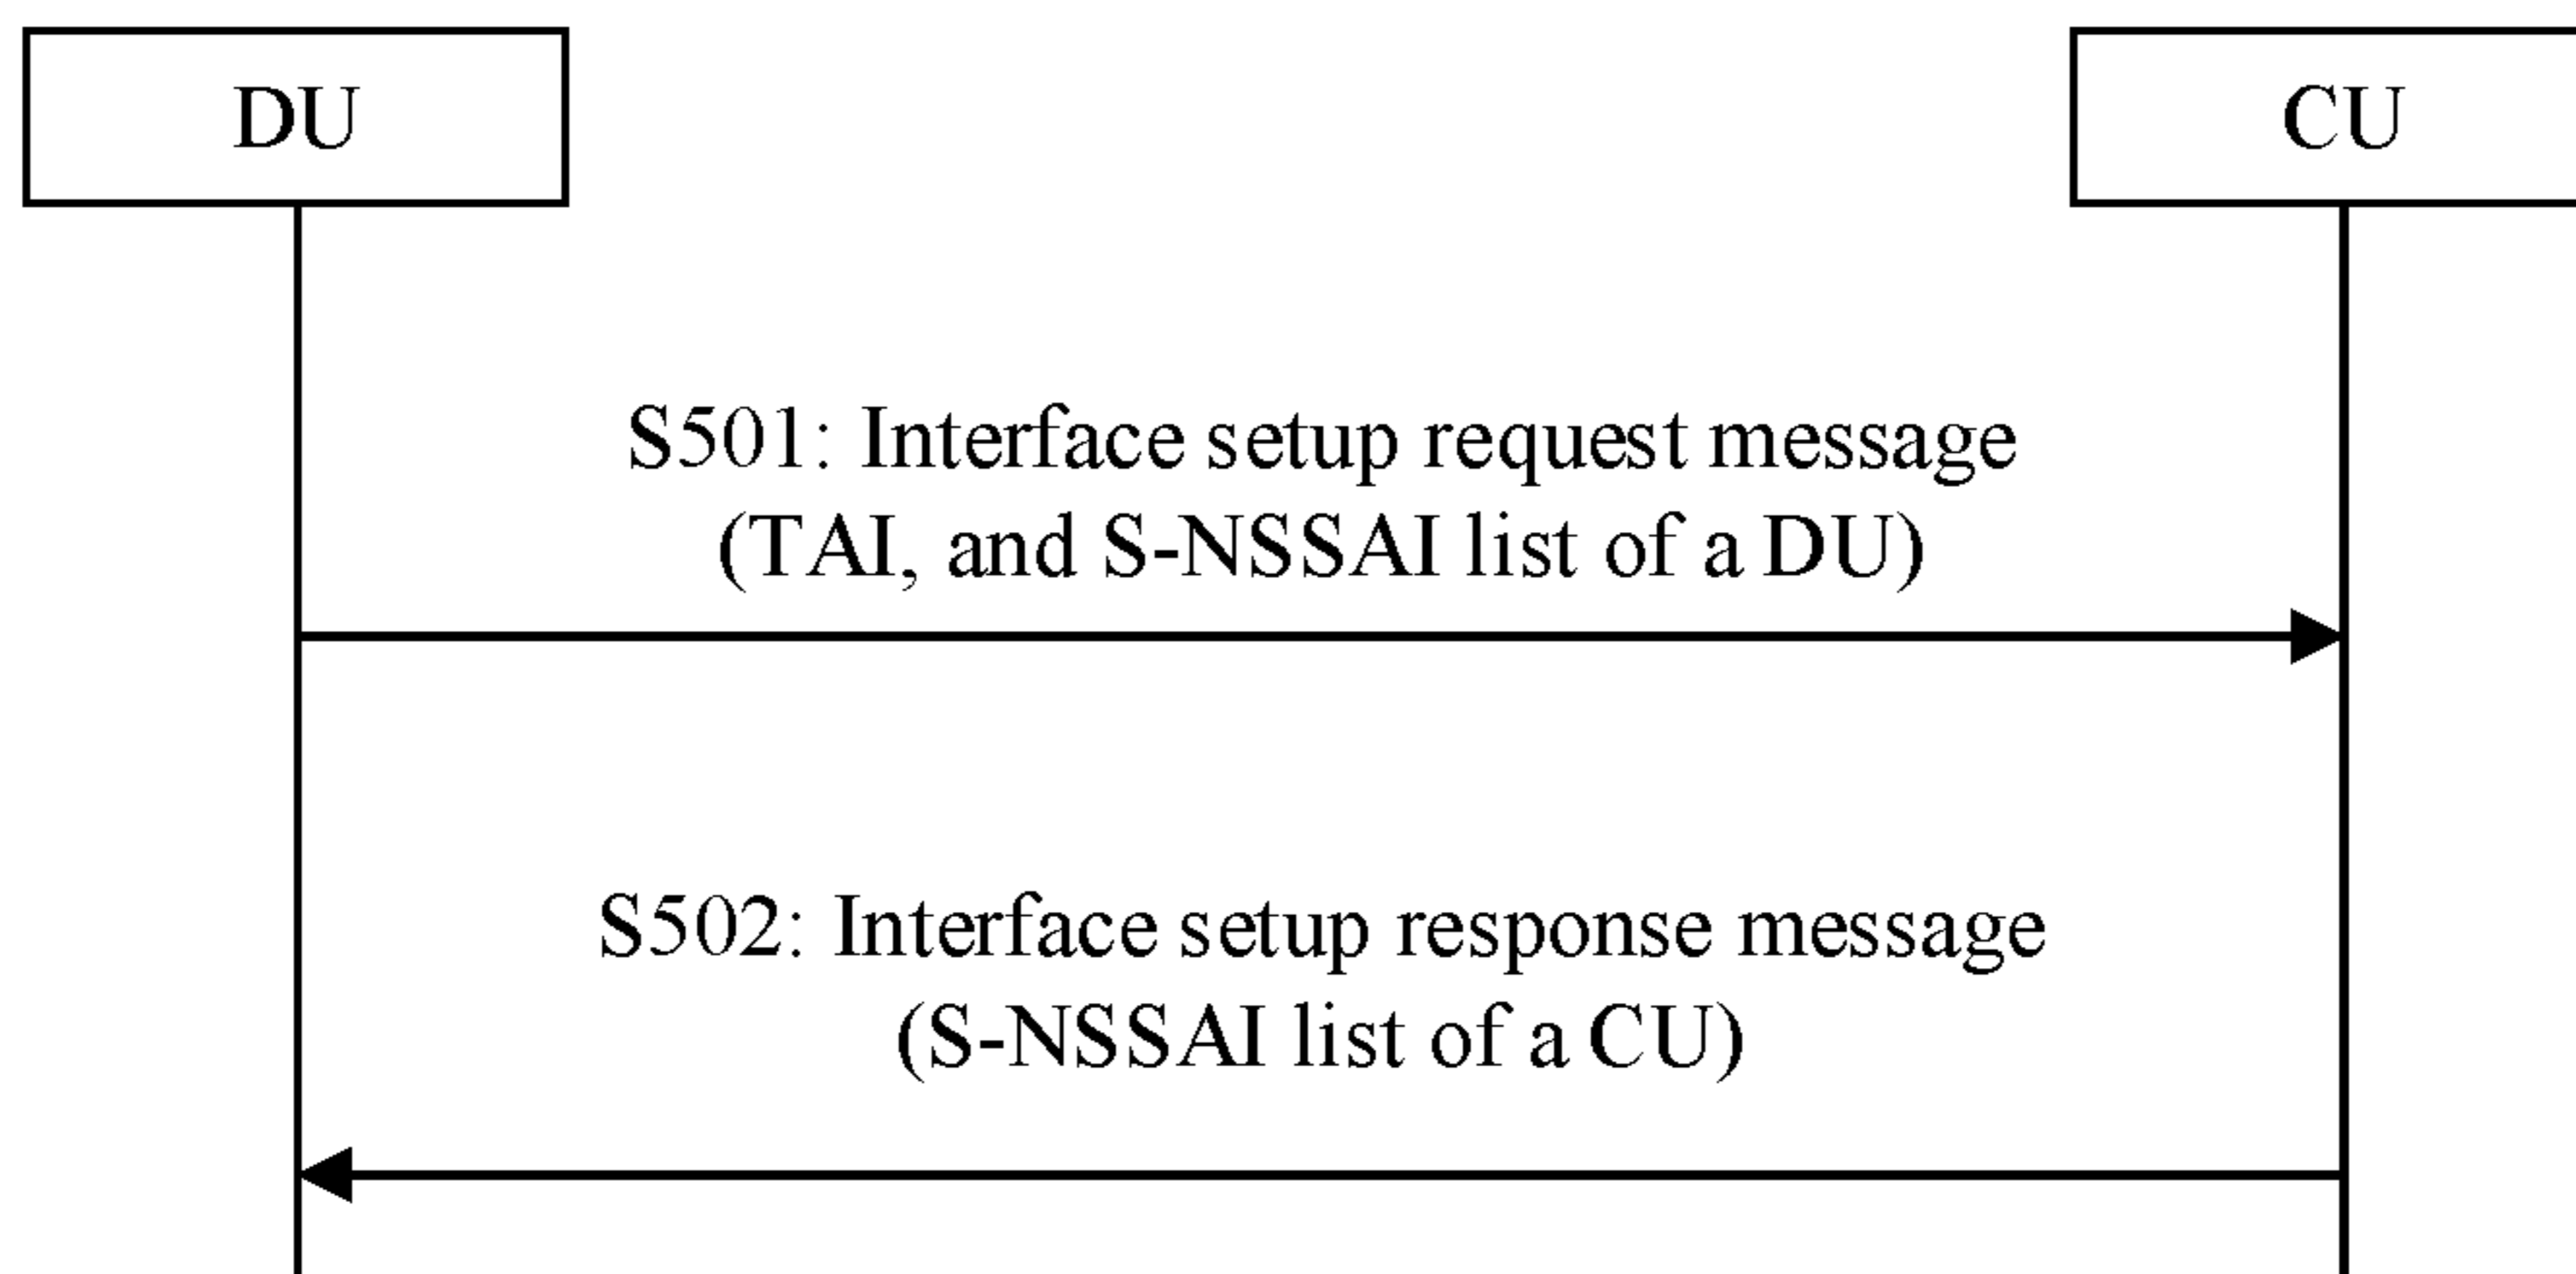 DU
CU
S501: Interface setup request message
(TAI, and S-NSSAI list of a DU)
S502: Interface setup response message
(S-NSSAI list of a CU)